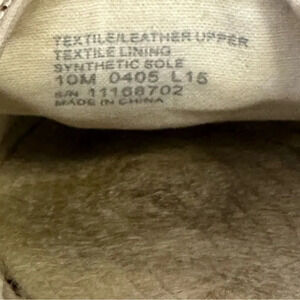 TEXTILE/LEATHER UPPER
TEXTILE LINING
SYNTHETIC SOLE
10M 0405 L15
S/N 11168702
MADE IN CHINA